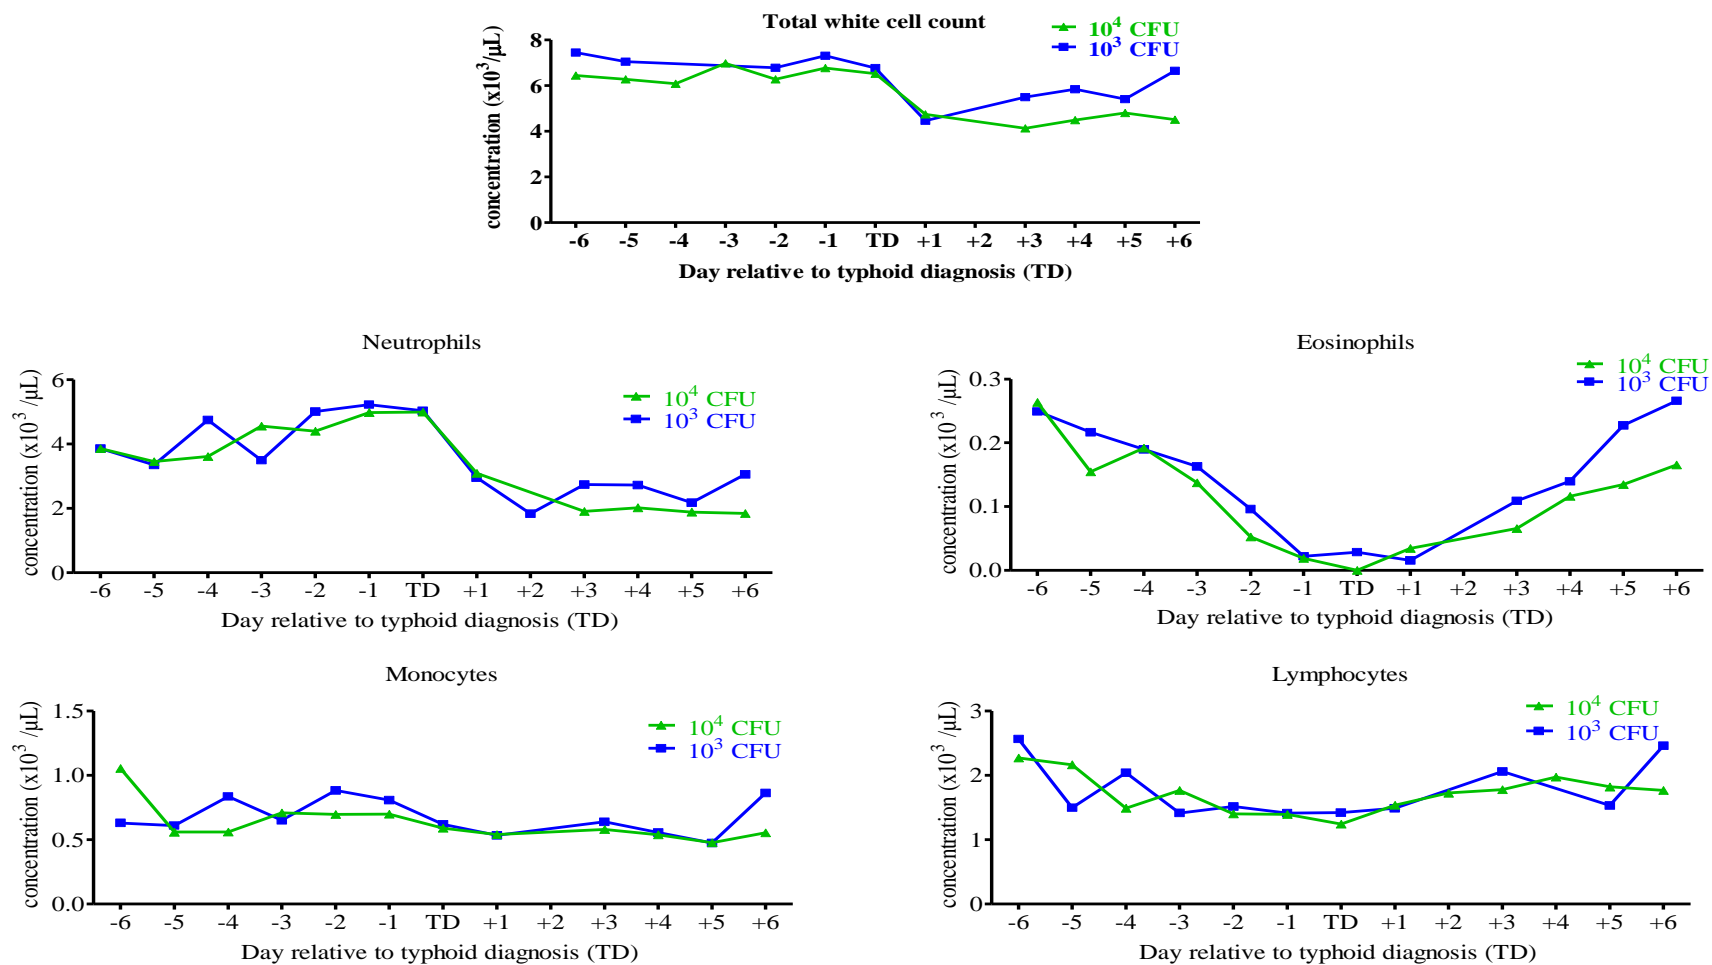 Total white cell count
10⁴ CFU
10³ CFU
concentration (x10³/µL)
8
6
4
2
0
-6 -5 -4 -3 -2 -1 TD +1 +2 +3 +4 +5 +6
Day relative to typhoid diagnosis (TD)
Neutrophils
10⁴ CFU
10³ CFU
concentration (x10³ /µL)
6
4
2
0
-6 -5 -4 -3 -2 -1 TD +1 +2 +3 +4 +5 +6
Day relative to typhoid diagnosis (TD)
Eosinophils
10⁴ CFU
10³ CFU
concentration (x10³ /µL)
0.3
0.2
0.1
0.0
-6 -5 -4 -3 -2 -1 TD +1 +2 +3 +4 +5 +6
Day relative to typhoid diagnosis (TD)
Monocytes
10⁴ CFU
10³ CFU
concentration (x10³ /µL)
1.5
1.0
0.5
0.0
-6 -5 -4 -3 -2 -1 TD +1 +2 +3 +4 +5 +6
Day relative to typhoid diagnosis (TD)
Lymphocytes
10⁴ CFU
10³ CFU
concentration (x10³ /µL)
3
2
1
0
-6 -5 -4 -3 -2 -1 TD +1 +2 +3 +4 +5 +6
Day relative to typhoid diagnosis (TD)